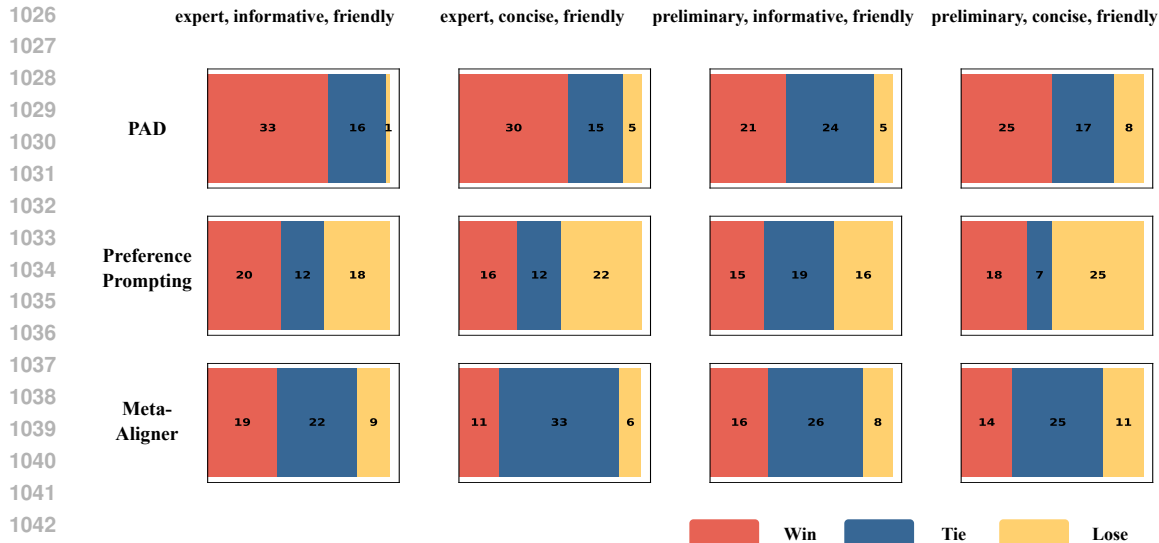 1026
expert, informative, friendly expert, concise, friendly preliminary, informative, friendly preliminary, concise, friendly
1027
1028
1029
PAD 33 16 1 30 15 5 21 24 5 25 17 8
1030
1031
1032
1033
Preference
1034
20 12 18 16 12 22 15 19 16 18 7 25
Prompting
1035
1036
1037
1038
Meta-
1039
19 22 9 11 33 6 16 26 8 14 25 11
Aligner
1040
1041
1042
Win Tie Lose